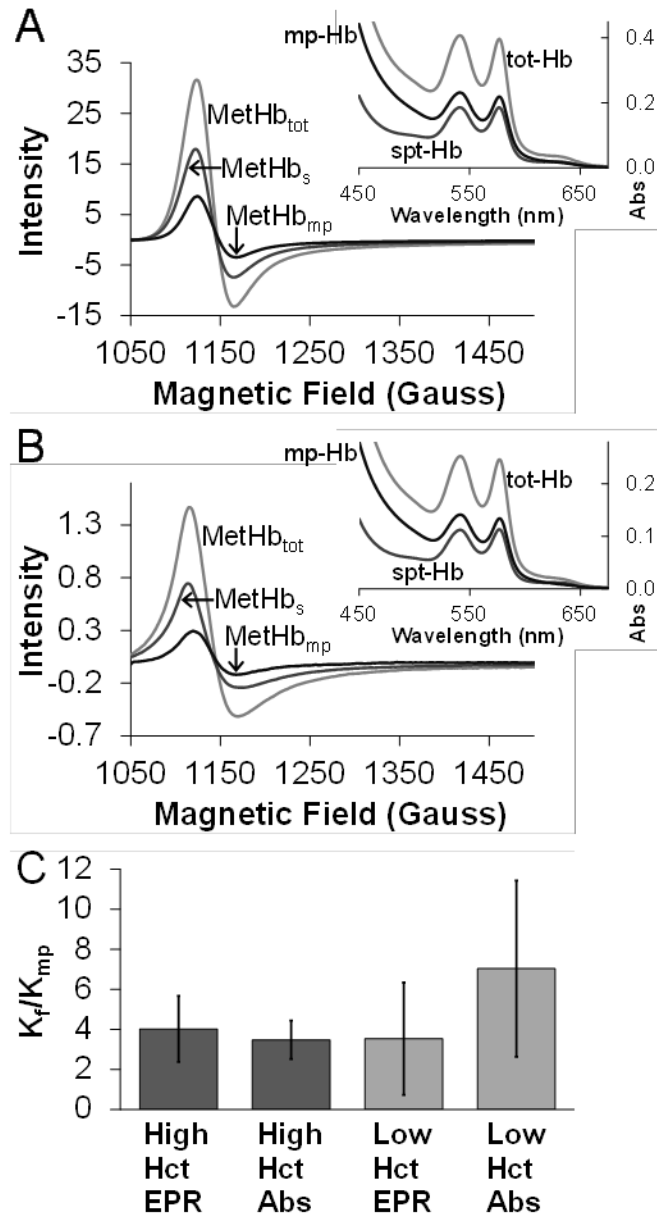 A
Intensity
35
25
15
5
-5
-15
MetHbtot
MetHbs
MetHbmp
1050 1150 1250 1350 1450
Magnetic Field (Gauss)
mp-Hb
tot-Hb
spt-Hb
0.4
0.2
0.0
450 550 650
Wavelength (nm)
Abs
B
Intensity
1.3
0.8
0.3
-0.2
-0.7
MetHbtot
MetHbs
MetHbmp
1050 1150 1250 1350 1450
Magnetic Field (Gauss)
mp-Hb
tot-Hb
spt-Hb
0.2
0.1
0.0
450 550 650
Wavelength (nm)
Abs
C
Kf/Kmp
12
10
8
6
4
2
0
High Hct EPR
High Hct Abs
Low Hct EPR
Low Hct Abs